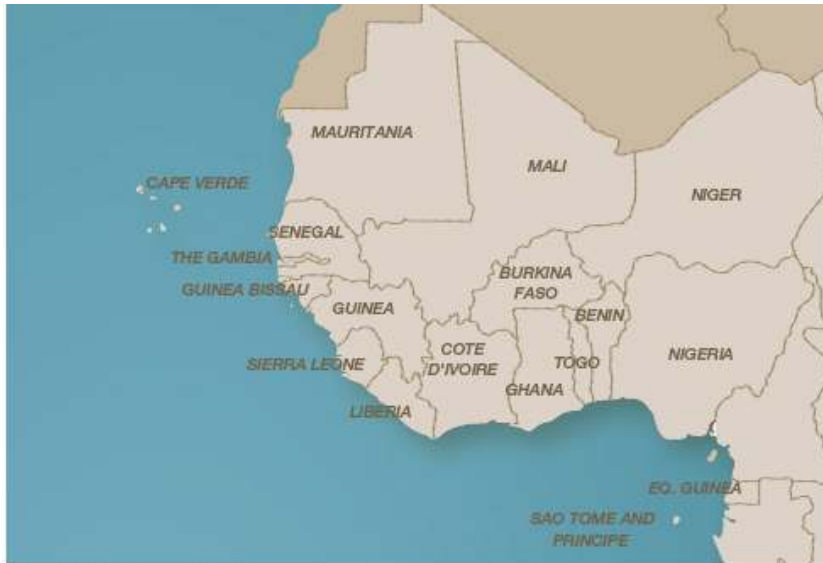 MAURITANIA
MALI
CAPE VERDE
NIGER
SENEGAL
THE GAMBIA
BURKINA
FASO
GUINEA BISSAU
GUINEA
BENIN
COTE
D'IVOIRE
NIGERIA
SIERRA LEONE
TOGO
GHANA
LIBERIA
EQ. GUINEA
SAO TOME AND
PRINCIPE